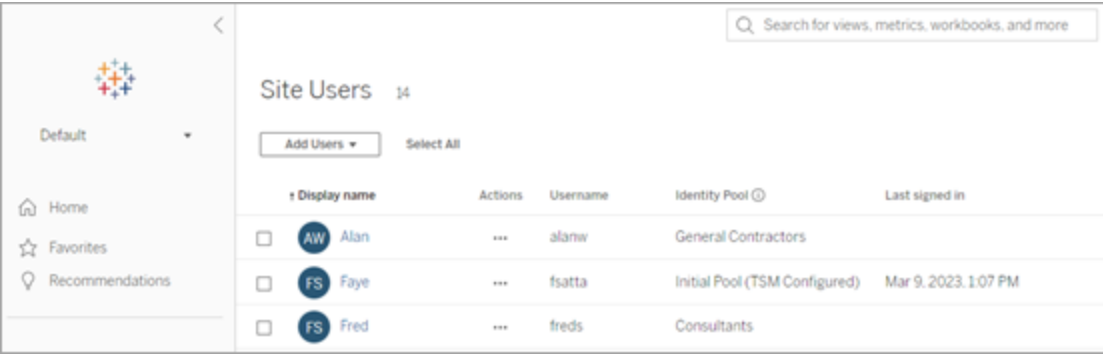 Search for views, metrics, workbooks, and more
Site Users 14
Default
Add Users Select All
Display name Actions Username Identity Pool Last signed in
Home
AW Alan ... alanw General Contractors
Favorites
FS Faye ... fsatta Initial Pool (TSM Configured) Mar 9, 2023, 1:07 PM
Recommendations
FS Fred ... freds Consultants